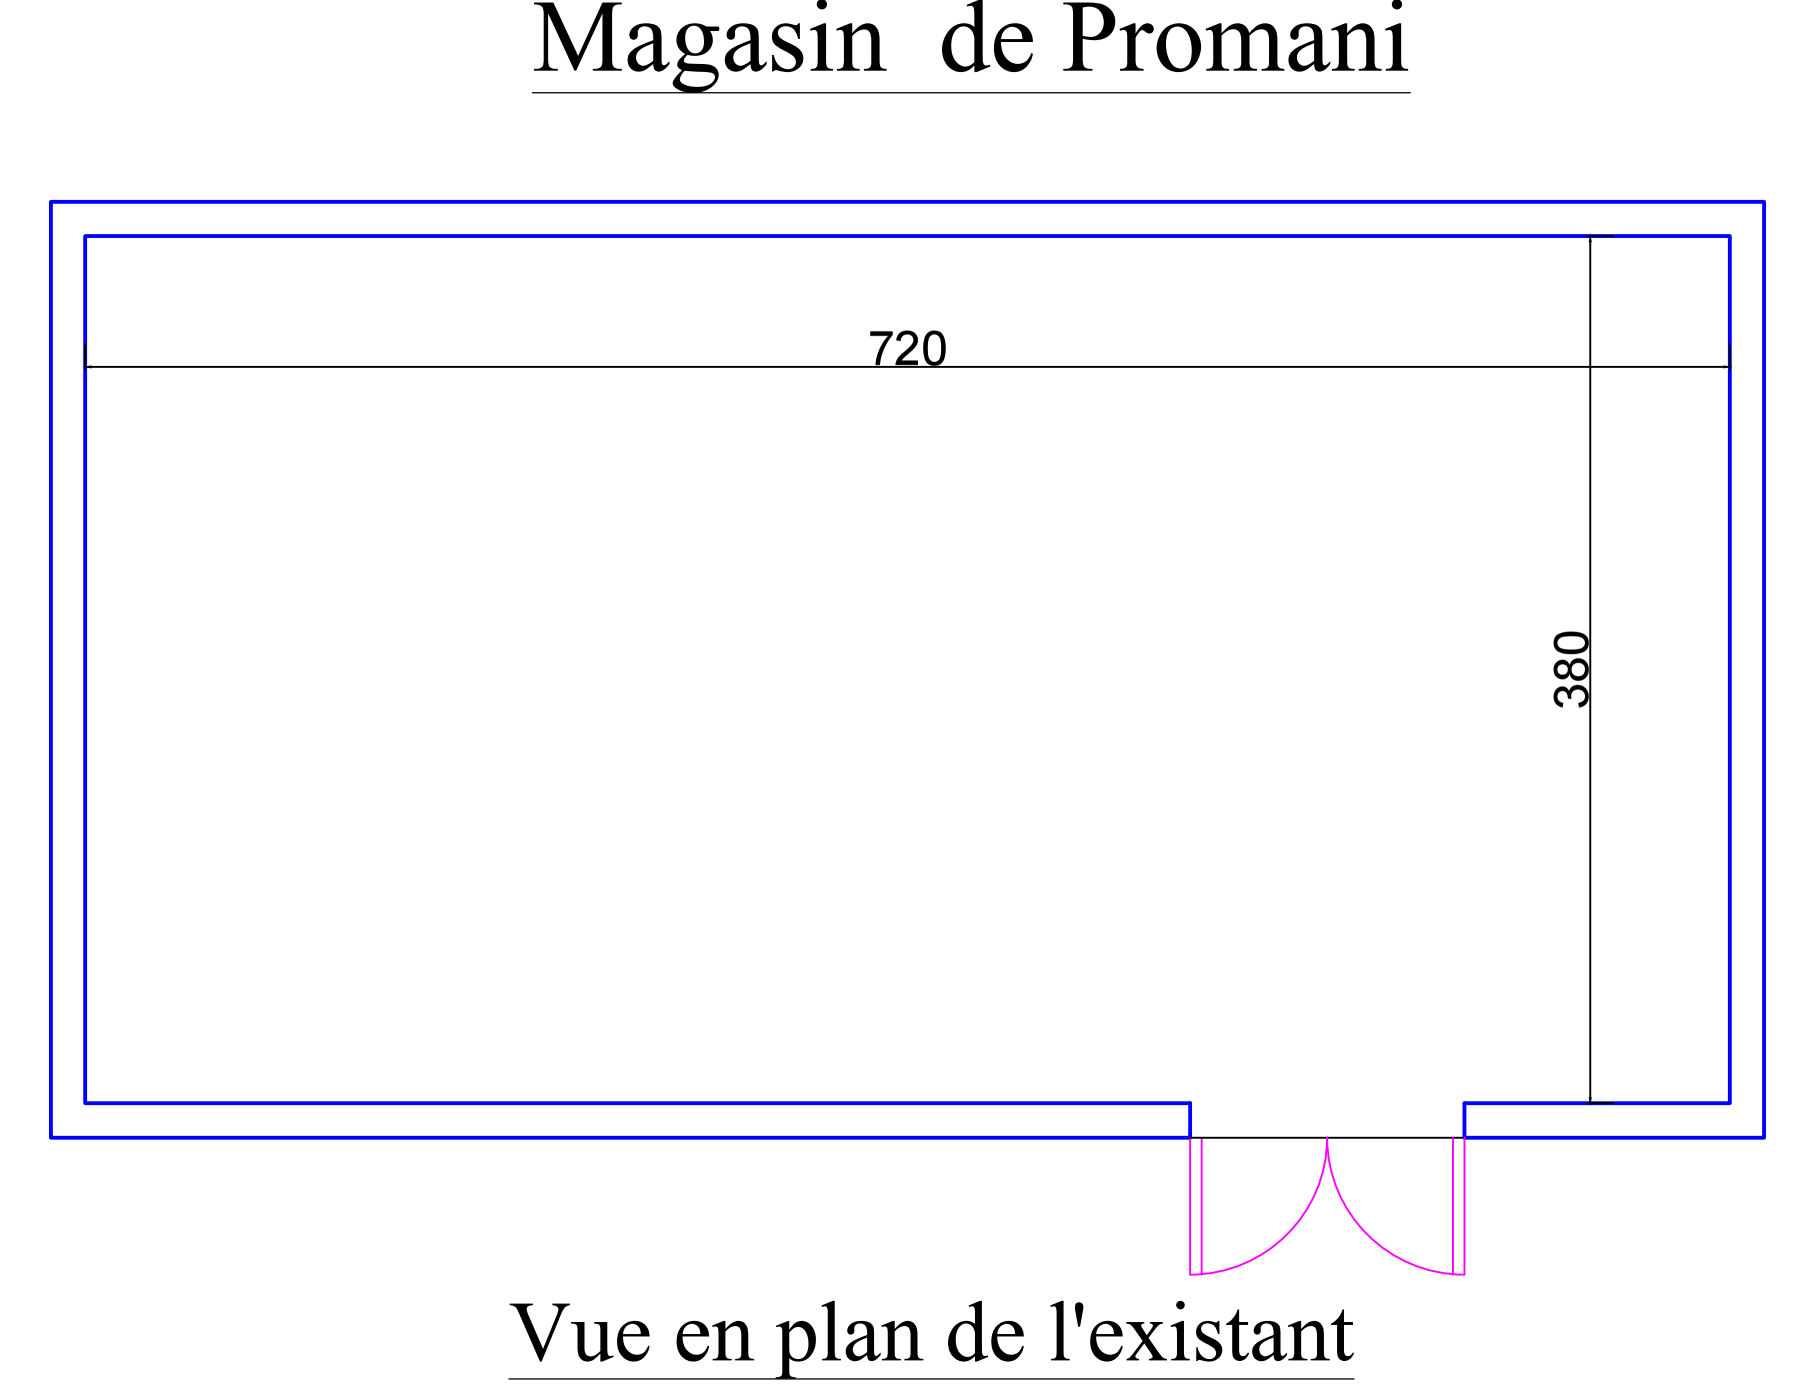 Magasin de Promani
720
380
Vue en plan de l'existant